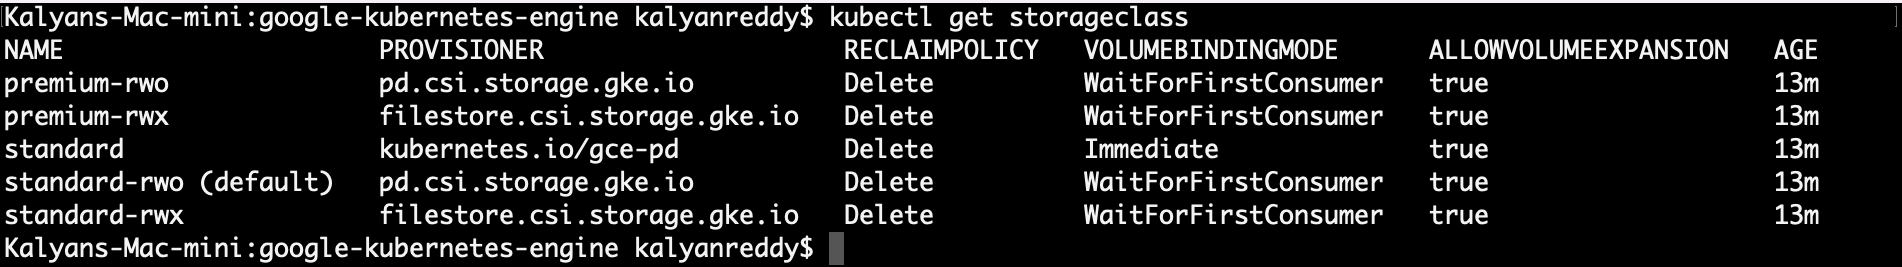 Kalyans-Mac-mini:google-kubernetes-engine kalyanreddy$ kubectl get storageclass
NAME PROVISIONER RECLAIMPOLICY VOLUMEBINDINGMODE ALLOWVOLUMEEXPANSION AGE
premium-rwo pd.csi.storage.gke.io Delete WaitForFirstConsumer true 13m
premium-rwx filestore.csi.storage.gke.io Delete WaitForFirstConsumer true 13m
standard kubernetes.io/gce-pd Delete Immediate true 13m
standard-rwo (default) pd.csi.storage.gke.io Delete WaitForFirstConsumer true 13m
standard-rwx filestore.csi.storage.gke.io Delete WaitForFirstConsumer true 13m
Kalyans-Mac-mini:google-kubernetes-engine kalyanreddy$